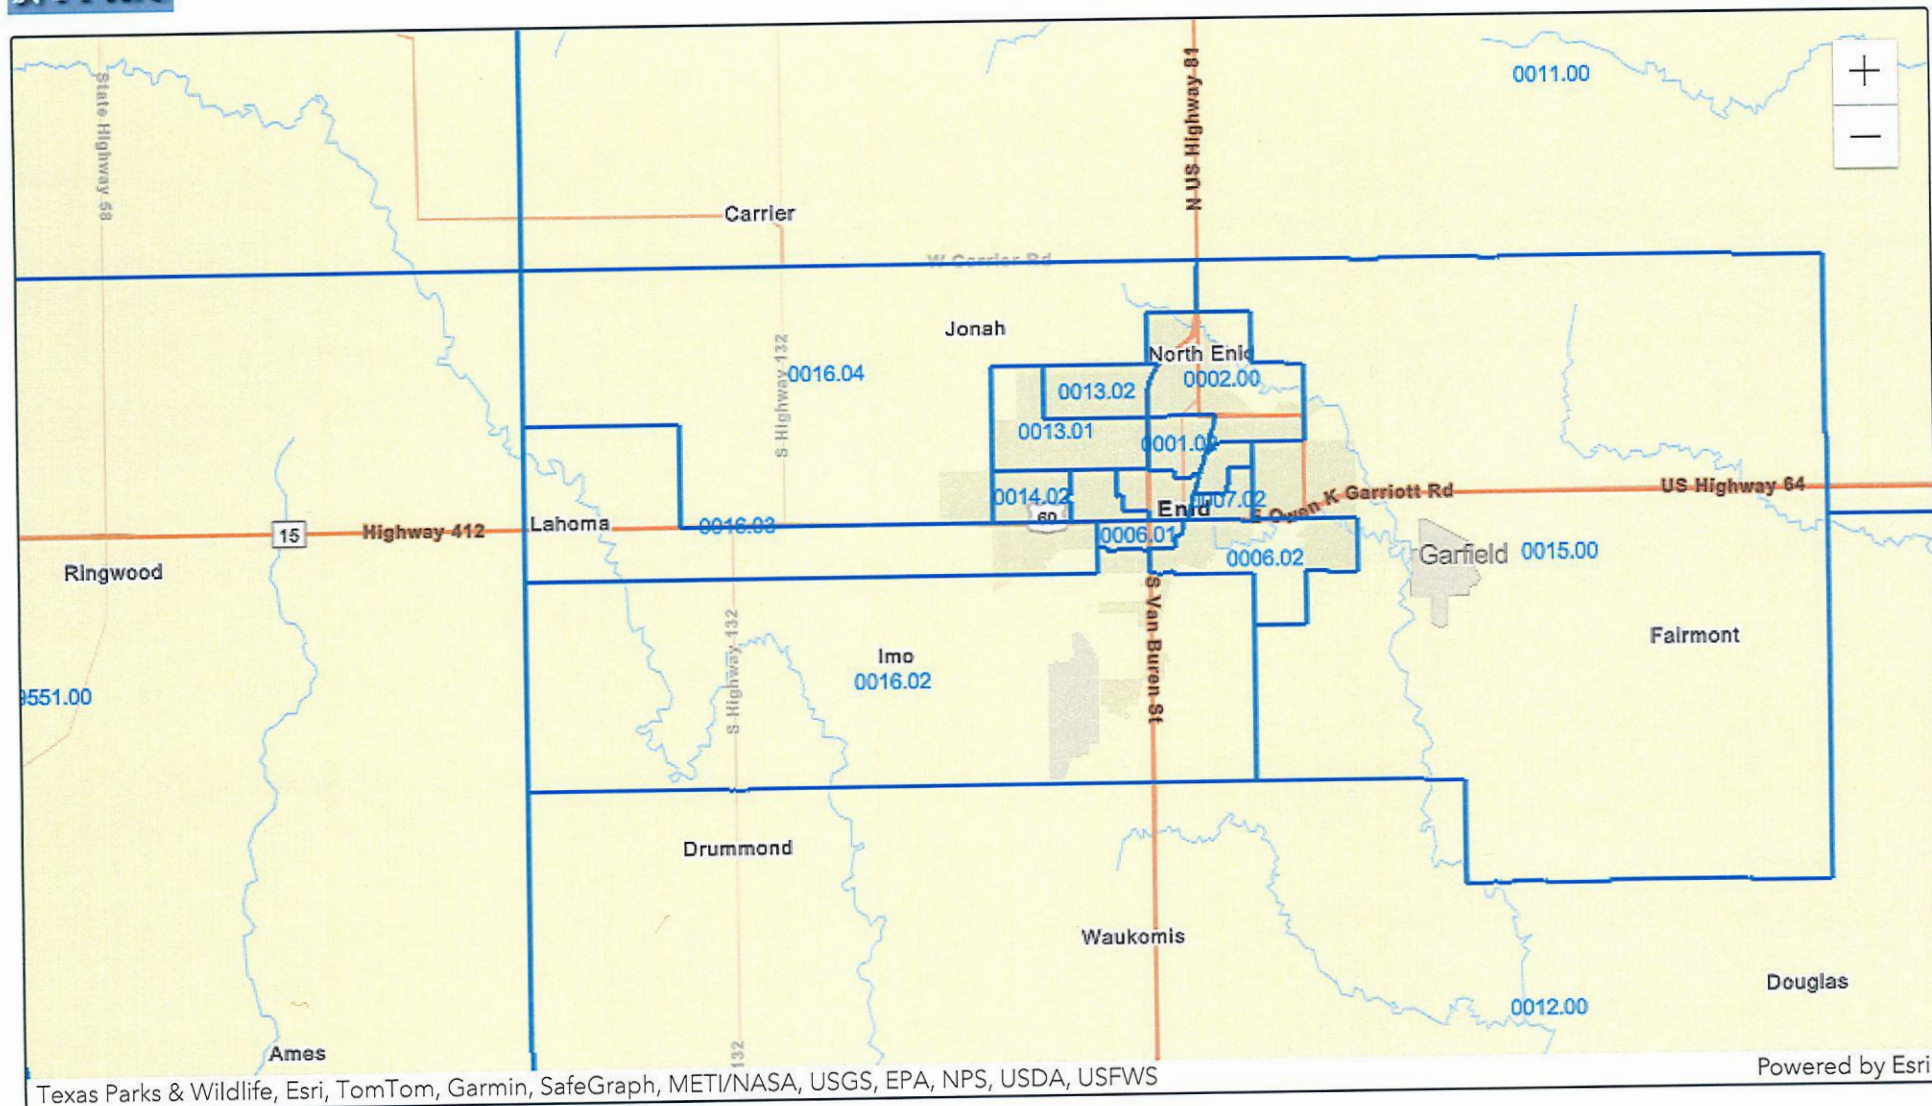 0011.00
+
−
State Highway 58
N US Highway 81
Carrier
W Carrier Rd
Jonah
S Highway 132
0016.04
North Enid
0002.00
0013.02
0013.01
0014.02
60
0007.02
Enid
E Owen K Garriott Rd
US Highway 64
Lahoma
0016.03
Highway 412
15
Ringwood
0006.01
0006.02
Garfield
0015.00
Fairmont
S Van Buren St
S Highway 132
Imo
0016.02
9551.00
Drummond
Waukomis
Douglas
0012.00
Ames
132
Texas Parks & Wildlife, Esri, TomTom, Garmin, SafeGraph, METI/NASA, USGS, EPA, NPS, USDA, USFWS
Powered by Esri